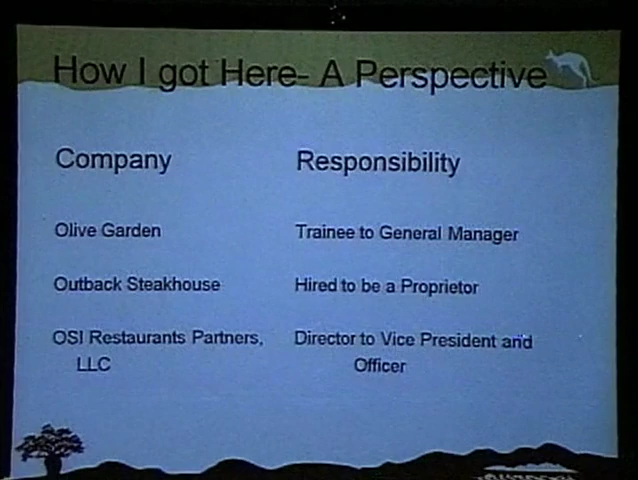 How I got Here- A Perspective
Company Responsibility
Olive Garden Trainee to General Manager
Outback Steakhouse Hired to be a Proprietor
OSI Restaurants Partners, Director to Vice President and
LLC Officer